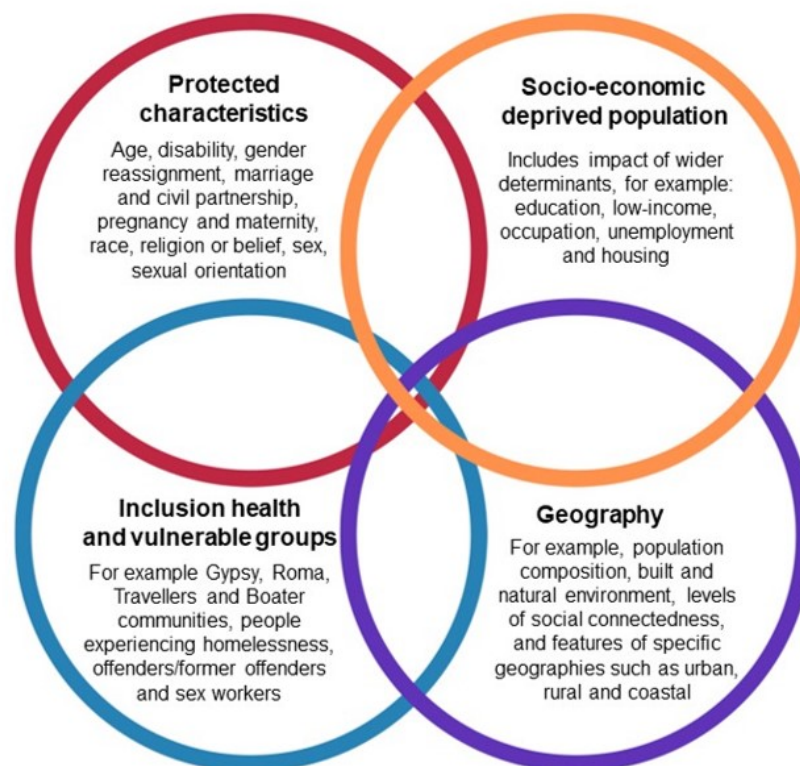 Protected
characteristics
Age, disability, gender
reassignment, marriage
and civil partnership,
pregnancy and maternity,
race, religion or belief, sex,
sexual orientation
Socio-economic
deprived population
Includes impact of wider
determinants, for example:
education, low-income,
occupation, unemployment
and housing
Inclusion health
and vulnerable groups
For example Gypsy, Roma,
Travellers and Boater
communities, people
experiencing homelessness,
offenders/former offenders
and sex workers
Geography
For example, population
composition, built and
natural environment, levels
of social connectedness,
and features of specific
geographies such as urban,
rural and coastal